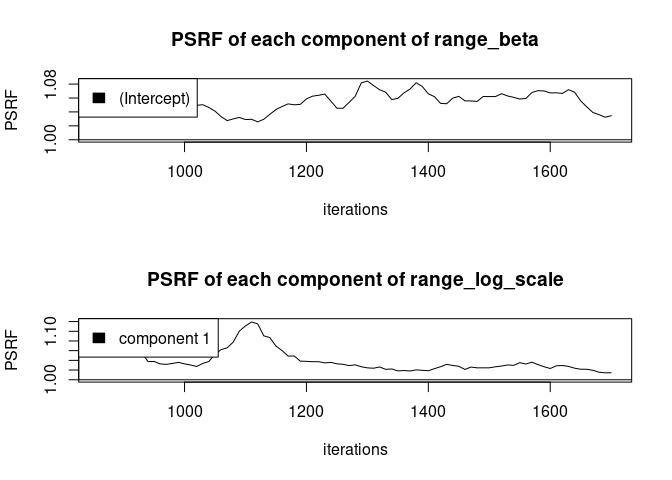 PSRF of each component of range_beta
PSRF
1.08
1.00
(Intercept)
1000 1200 1400 1600
iterations
PSRF of each component of range_log_scale
PSRF
1.10
1.00
component 1
1000 1200 1400 1600
iterations